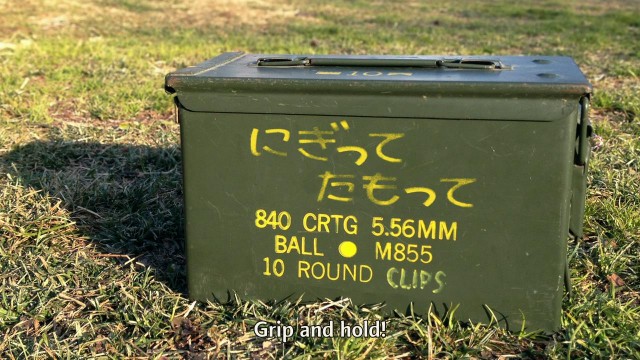 にぎって
たもって
840 CRTG 5.56MM
BALL M855
10 ROUND CLIPS
Grip and hold!